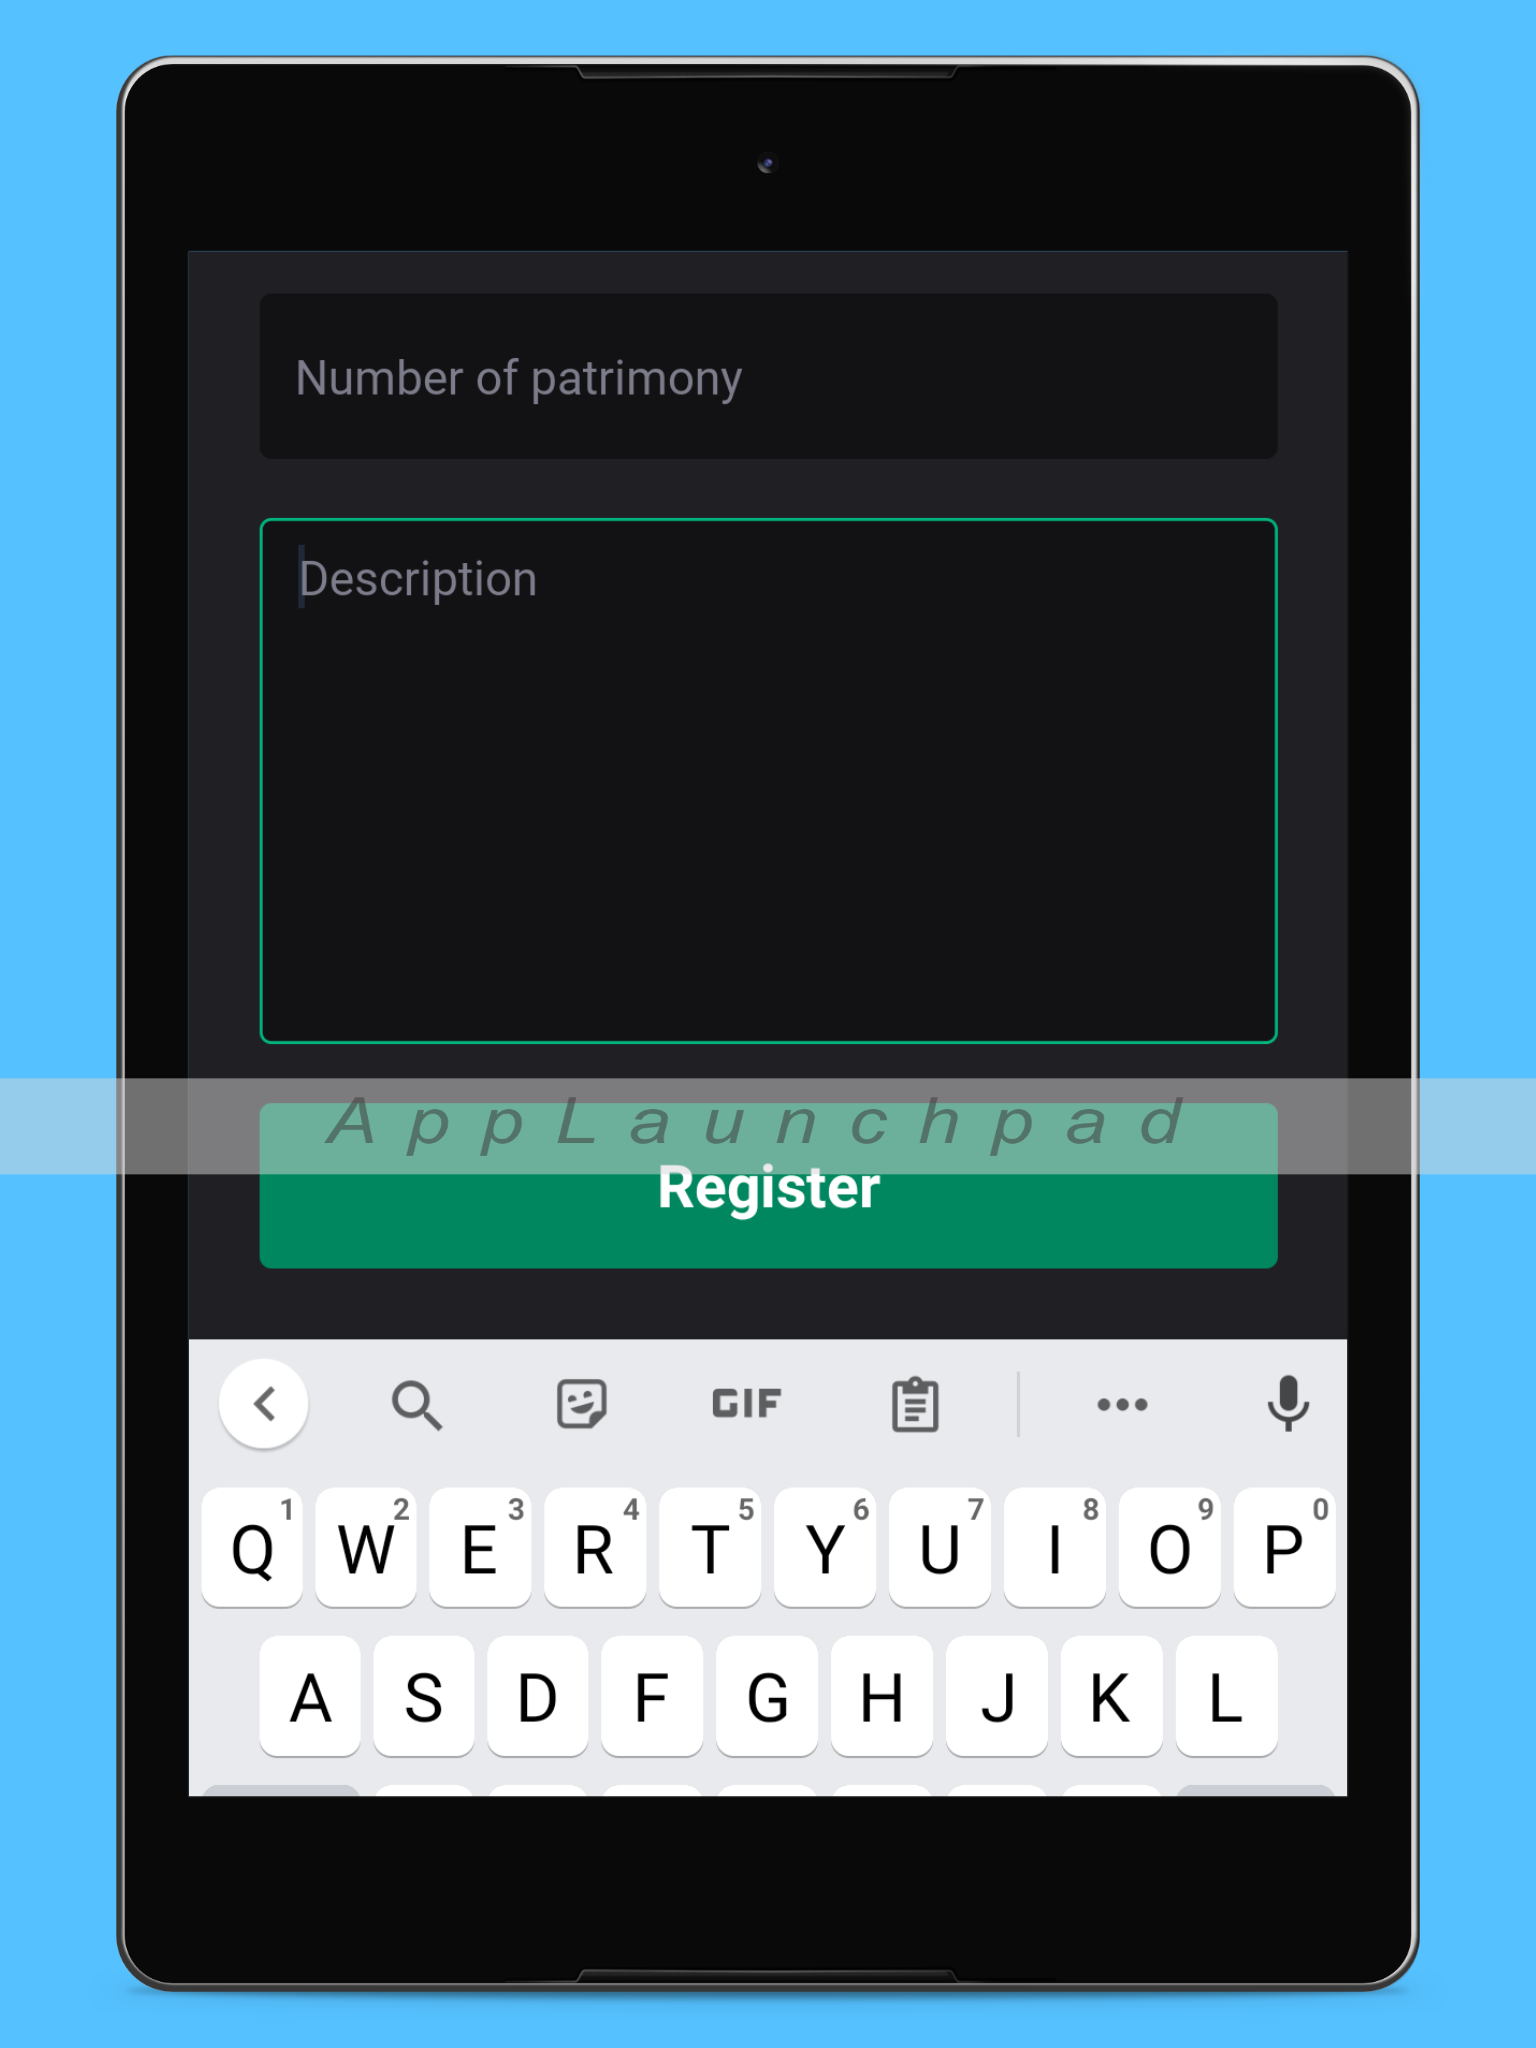 Number of patrimony
Description
AppLaunchpad
Register
GIF
1 2 3 4 5 6 7 8 9 0
Q W E R T Y U I O P
A S D F G H J K L